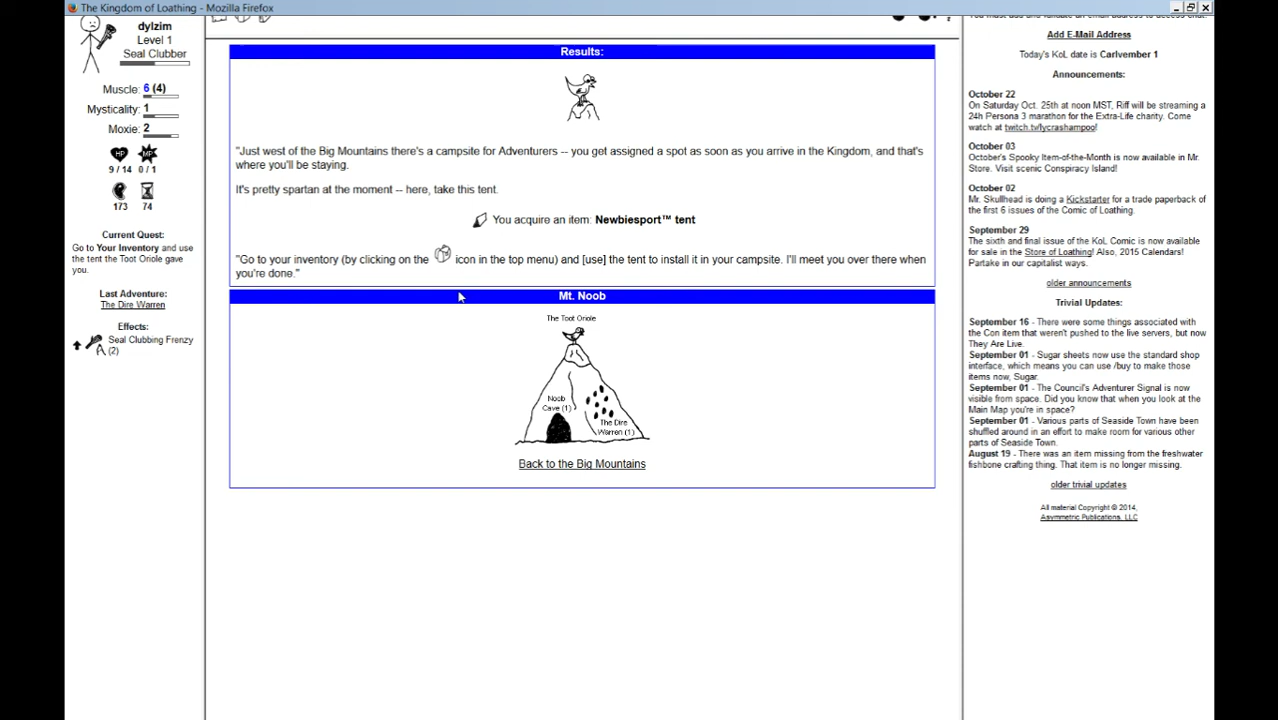 The Kingdom of Loathing - Mozilla Firefox
dylzim
Level 1
Seal Clubber
Muscle: 6 (4)
Mysticality: 1
Moxie: 2
HP
MP
9 / 14 0 / 1
173 74
Current Quest:
Go to Your Inventory and use
the tent the Toot Oriole gave
you.
Last Adventure:
The Dire Warren
Effects:
Seal Clubbing Frenzy
(2)
Results:
"Just west of the Big Mountains there's a campsite for Adventurers -- you get assigned a spot as soon as you arrive in the Kingdom, and that's
where you'll be staying.
It's pretty spartan at the moment -- here, take this tent.
You acquire an item: Newbiesport™ tent
"Go to your inventory (by clicking on the icon in the top menu) and [use] the tent to install it in your campsite. I'll meet you over there when
you're done."
Mt. Noob
The Toot Oriole
Noob
Cave (1)
The Dire
Warren (1)
Back to the Big Mountains
You must add and validate an email address to access chat.
Add E-Mail Address
Today's KoL date is Carlvember 1
Announcements:
October 22
On Saturday Oct. 25th at noon MST, Riff will be streaming a
24h Persona 3 marathon for the Extra-Life charity. Come
watch at twitch.tv/lycrashampoo!
October 03
October's Spooky Item-of-the-Month is now available in Mr.
Store. Visit scenic Conspiracy Island!
October 02
Mr. Skullhead is doing a Kickstarter for a trade paperback of
the first 6 issues of the Comic of Loathing.
September 29
The sixth and final issue of the KoL Comic is now available
for sale in the Store of Loathing! Also, 2015 Calendars!
Partake in our capitalist ways.
older announcements
Trivial Updates:
September 16 - There were some things associated with
the Con item that weren't pushed to the live servers, but now
They Are Live.
September 01 - Sugar sheets now use the standard shop
interface, which means you can use /buy to make those
items now, Sugar.
September 01 - The Council's Adventurer Signal is now
visible from space. Did you know that when you look at the
Main Map you're in space?
September 01 - Various parts of Seaside Town have been
shuffled around in an effort to make room for various other
parts of Seaside Town.
August 19 - There was an item missing from the freshwater
fishbone crafting thing. That item is no longer missing.
older trivial updates
All material Copyright © 2014,
Asymmetric Publications, LLC